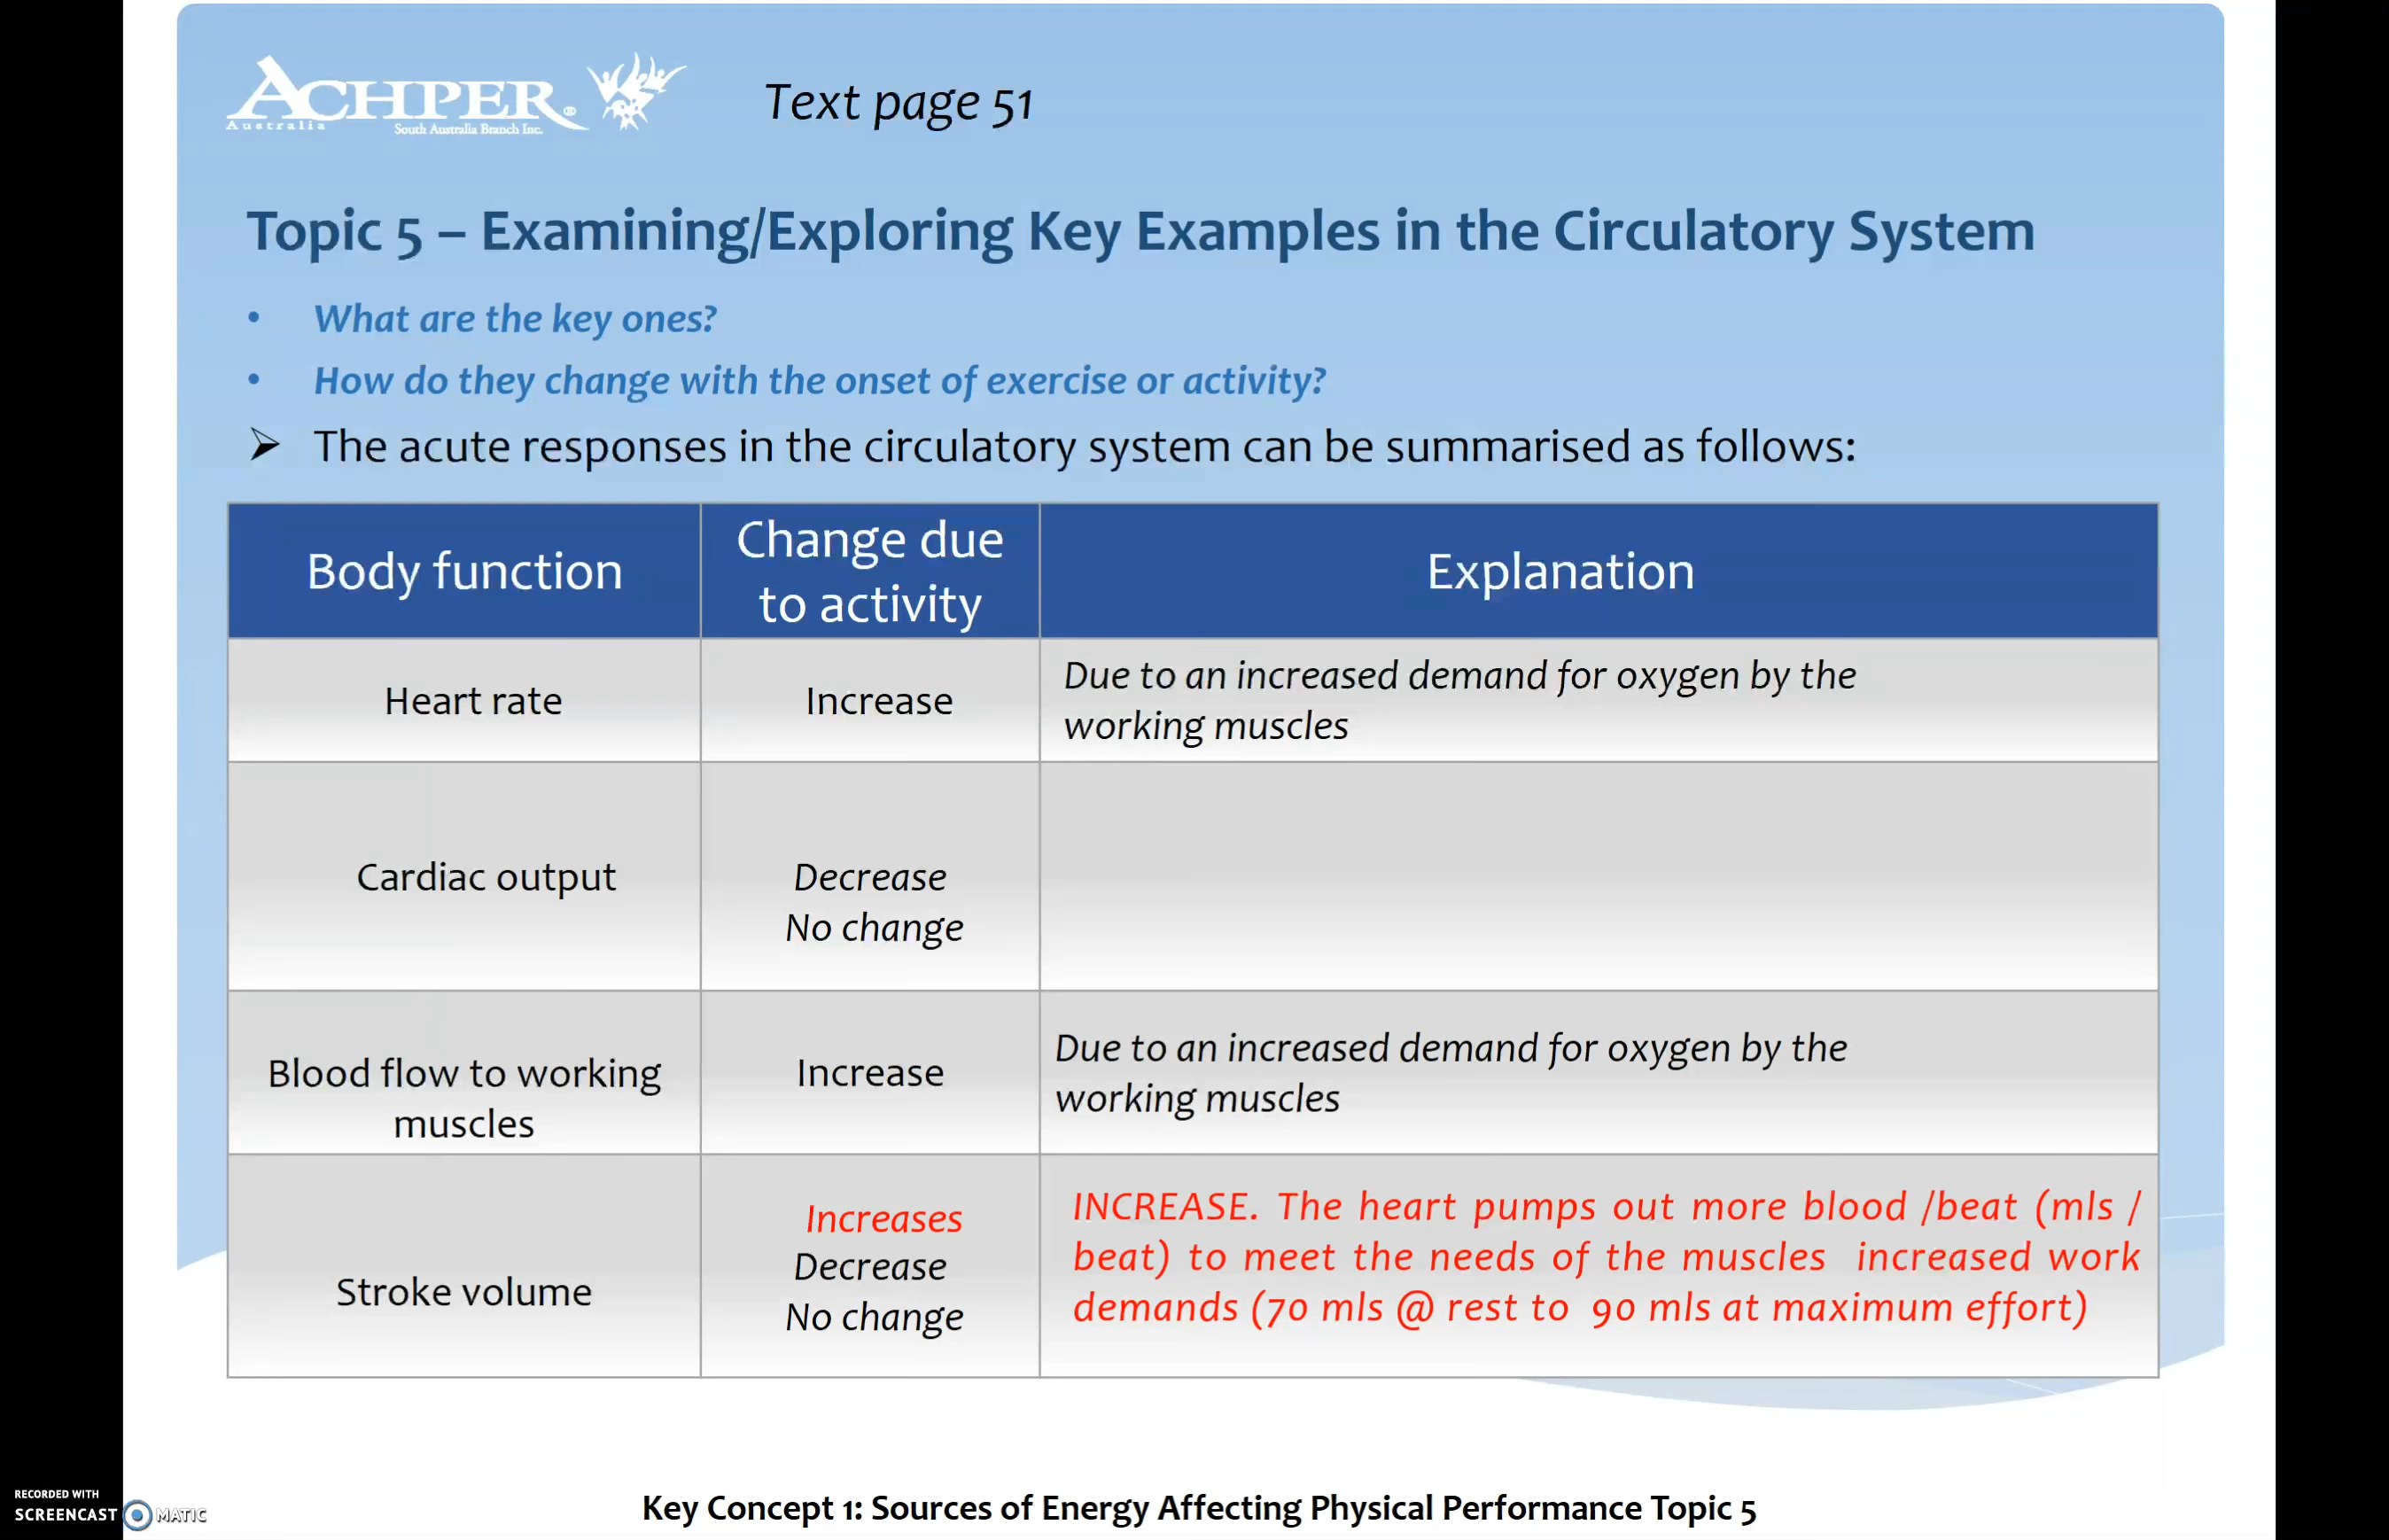 ACHPER®
Australia
South Australia Branch Inc.
Text page 51
Topic 5 – Examining/Exploring Key Examples in the Circulatory System
• What are the key ones?
• How do they change with the onset of exercise or activity?
➢ The acute responses in the circulatory system can be summarised as follows:
Body function
Change due
to activity
Explanation
Heart rate
Increase
Due to an increased demand for oxygen by the
working muscles
Cardiac output
Decrease
No change
Blood flow to working
muscles
Increase
Due to an increased demand for oxygen by the
working muscles
Stroke volume
Increases
Decrease
No change
INCREASE. The heart pumps out more blood /beat (mls /
beat) to meet the needs of the muscles increased work
demands (70 mls @ rest to 90 mls at maximum effort)
Key Concept 1: Sources of Energy Affecting Physical Performance Topic 5
RECORDED WITH
SCREENCAST MATIC